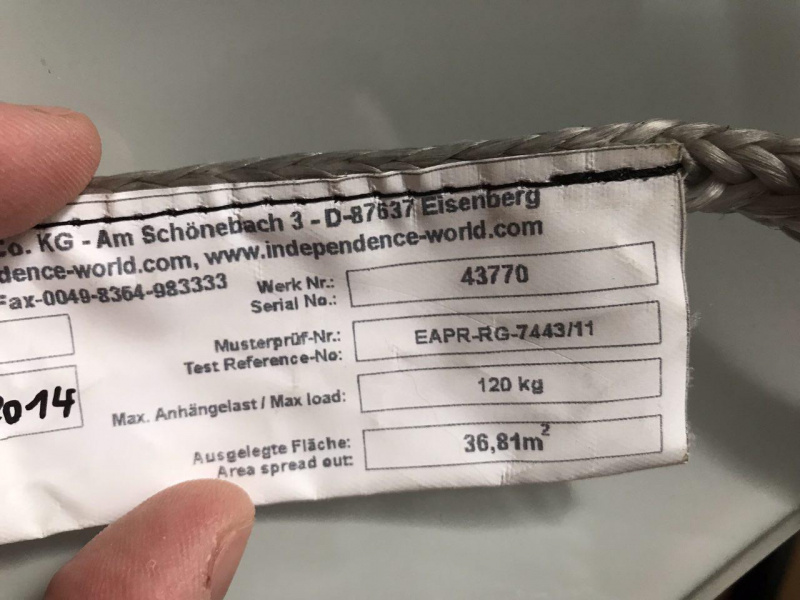 Co. KG - Am Schönebach 3 - D-87637 Eisenberg
dence-world.com, www.independence-world.com
Fax-0049-8364-983333
Werk Nr.:
Serial No.:
43770
Musterprüf-Nr.:
Test Reference-No:
EAPR-RG-7443/11
2014
Max. Anhängelast / Max load:
120 kg
Ausgelegte Fläche:
Area spread out:
36,81m²